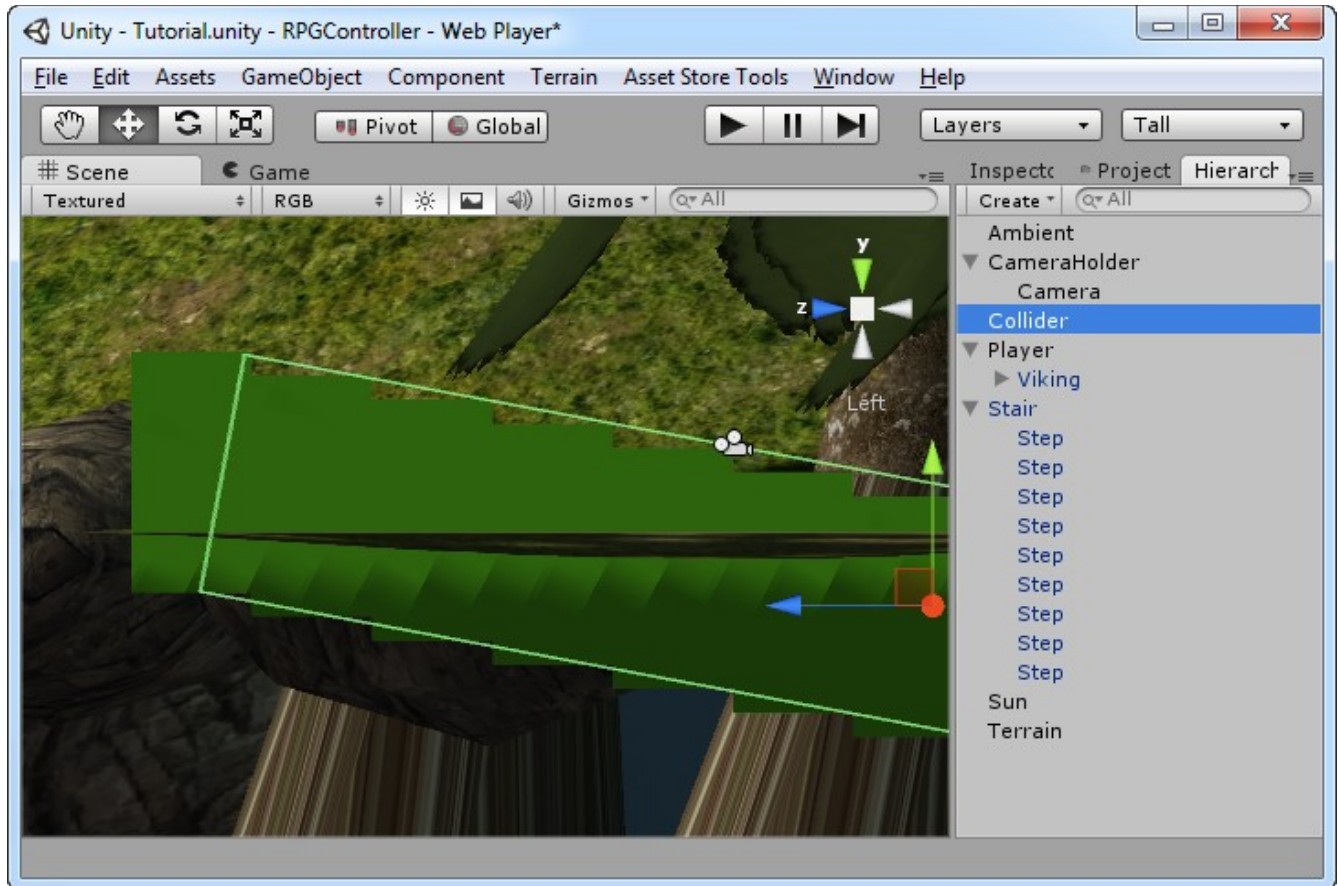 Unity - Tutorial.unity - RPGController - Web Player*
File Edit Assets GameObject Component Terrain Asset Store Tools Window Help
Pivot Global Layers Tall
Scene Game Inspectc Project Hierarch
Textured RGB Gizmos All Create All
y
z
Left
Ambient
CameraHolder
Camera
Collider
Player
Viking
Stair
Step
Step
Step
Step
Step
Step
Step
Step
Step
Sun
Terrain